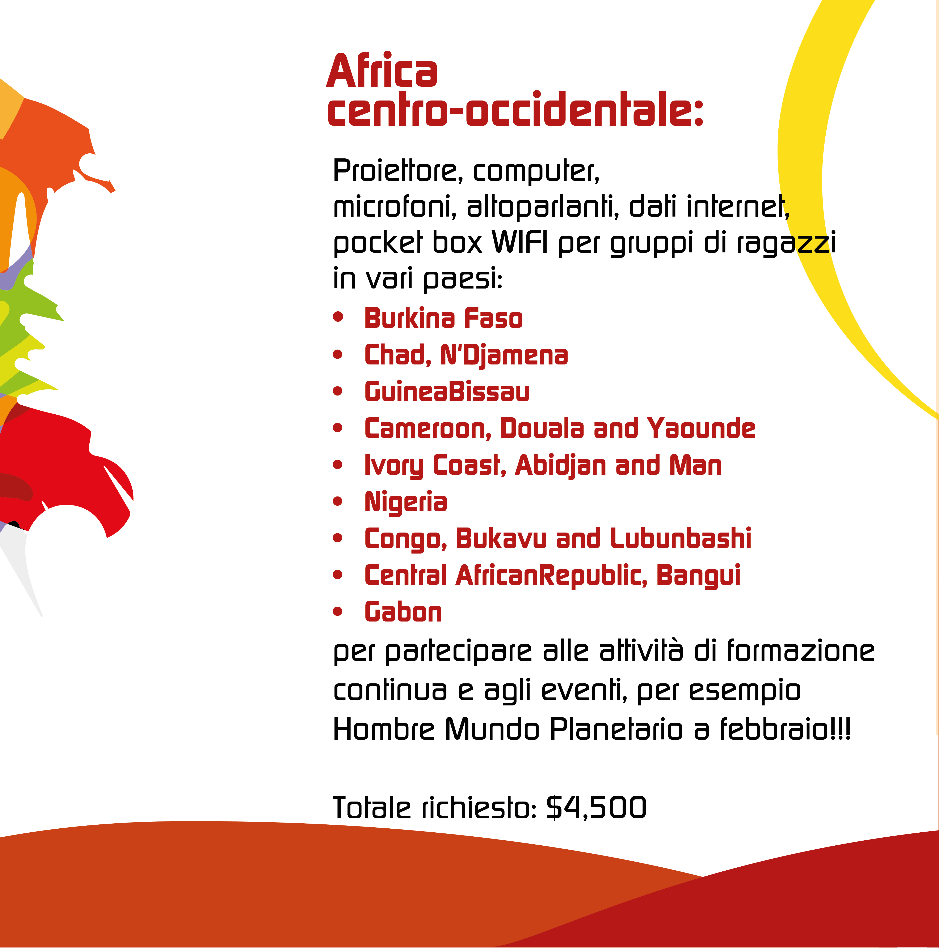 Africa
centro-occidentale:
Proiettore, computer,
microfoni, altoparlanti, dati internet,
pocket box WIFI per gruppi di ragazzi
in vari paesi:
• Burkina Faso
• Chad, N'Djamena
• GuineaBissau
• Cameroon, Douala and Yaounde
• Ivory Coast, Abidjan and Man
• Nigeria
• Congo, Bukavu and Lubunbashi
• Central AfricanRepublic, Bangui
• Gabon
per partecipare alle attività di formazione
continua e agli eventi, per esempio
Hombre Mundo Planetario a febbraio!!!
Totale richiesto: $4,500